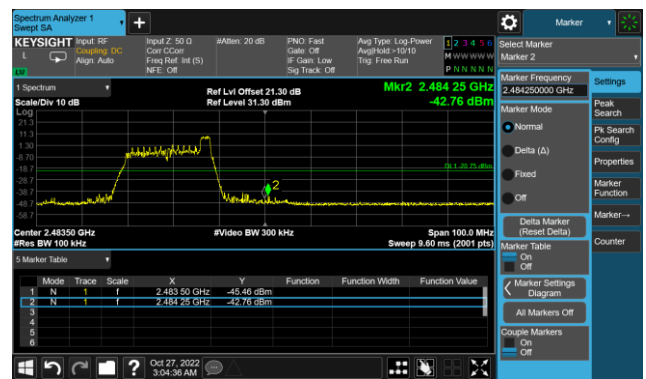 Spectrum Analyzer 1
Swept SA
Marker
KEYSIGHT
L
Input: RF
Coupling: DC
Align: Auto
Input Z: 50 Ω
Corr CCorr
Freq Ref: Int (S)
NFE: Off
#Atten: 20 dB
PNO: Fast
Gate: Off
IF Gain: Low
Sig Track: Off
Avg Type: Log-Power
Avg|Hold:>10/10
Trig: Free Run
1 2 3 4 5 6
M W W W W W
P N N N N N
Select Marker
Marker 2
1 Spectrum
Scale/Div 10 dB
Ref Lvl Offset 21.30 dB
Ref Level 31.30 dBm
Mkr2 2.484 25 GHz
-42.76 dBm
Log
21.3
11.3
1.30
-8.70
-18.7
-28.7
-38.7
-48.7
-58.7
DL1 -20.75 dBm
2
Center 2.48350 GHz
#Res BW 100 kHz
#Video BW 300 kHz
Span 100.0 MHz
Sweep 9.60 ms (2001 pts)
5 Marker Table
Mode Trace Scale X Y Function Function Width Function Value
1 N 1 f 2.483 50 GHz -45.46 dBm
2 N 1 f 2.484 25 GHz -42.76 dBm
3
4
5
6
Marker Frequency
2.484250000 GHz
Marker Mode
Normal
Delta (Δ)
Fixed
Off
Delta Marker
(Reset Delta)
Marker Table
On
Off
Marker Settings
Diagram
All Markers Off
Couple Markers
On
Off
Settings
Peak
Search
Pk Search
Config
Properties
Marker
Function
Marker→
Counter
?
Oct 27, 2022
3:04:36 AM